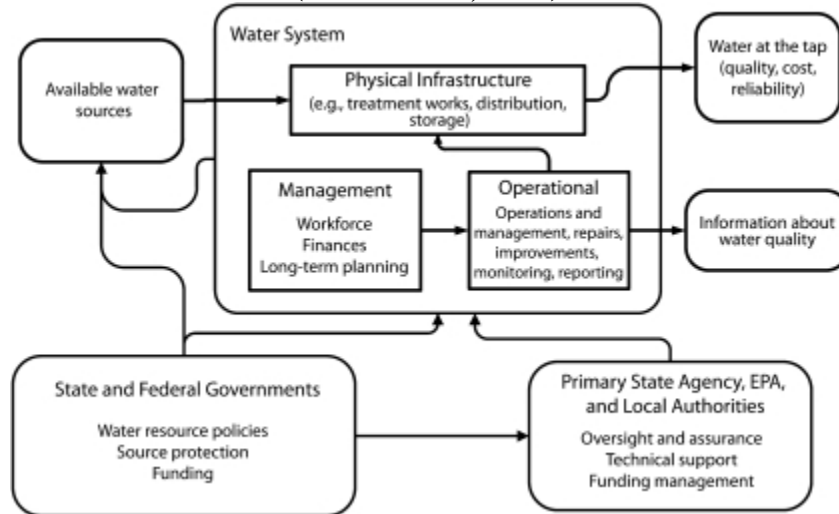 Water System
Available water
sources
Physical Infrastructure
(e.g., treatment works, distribution,
storage)
Water at the tap
(quality, cost,
reliability)
Management
Workforce
Finances
Long-term planning
Operational
Operations and
management, repairs,
improvements,
monitoring, reporting
Information about
water quality
State and Federal Governments
Water resource policies
Source protection
Funding
Primary State Agency, EPA,
and Local Authorities
Oversight and assurance
Technical support
Funding management